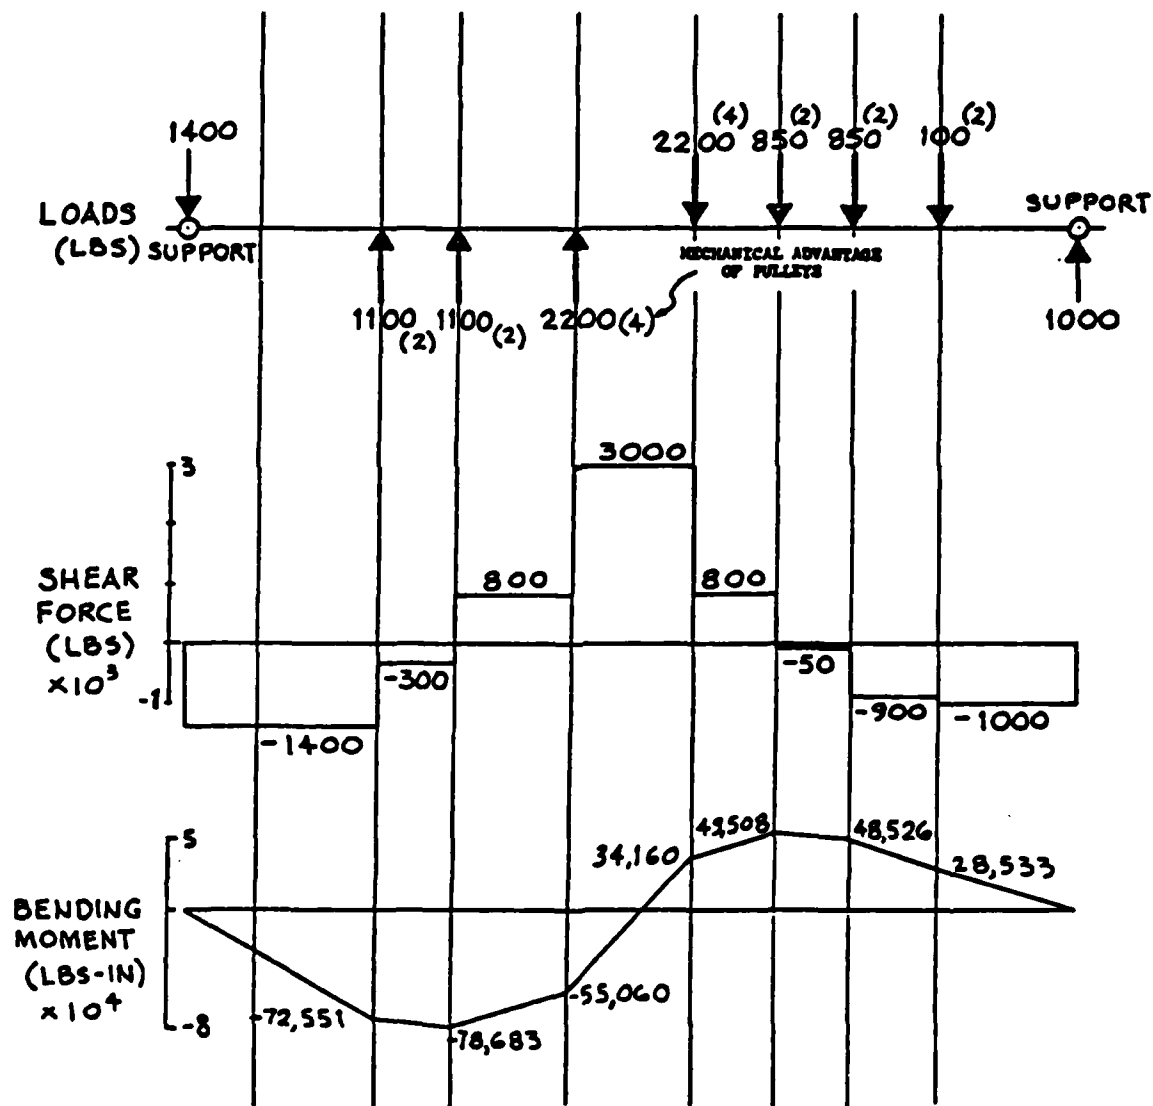 1400
2200(4) 850(2) 850(2) 100(2)
LOADS
(LBS) SUPPORT
SUPPORT
MECHANICAL ADVANTAGE
OF PULLEYS
1100(2) 1100(2) 2200(4)
1000
3
3000
SHEAR
FORCE
(LBS)
×10³
800
800
-300
-50
-1
-900
-1000
-1400
5
49,508
48,526
34,160
28,533
BENDING
MOMENT
(LBS-IN)
×10⁴
-55,060
-72,551
-8
-78,683